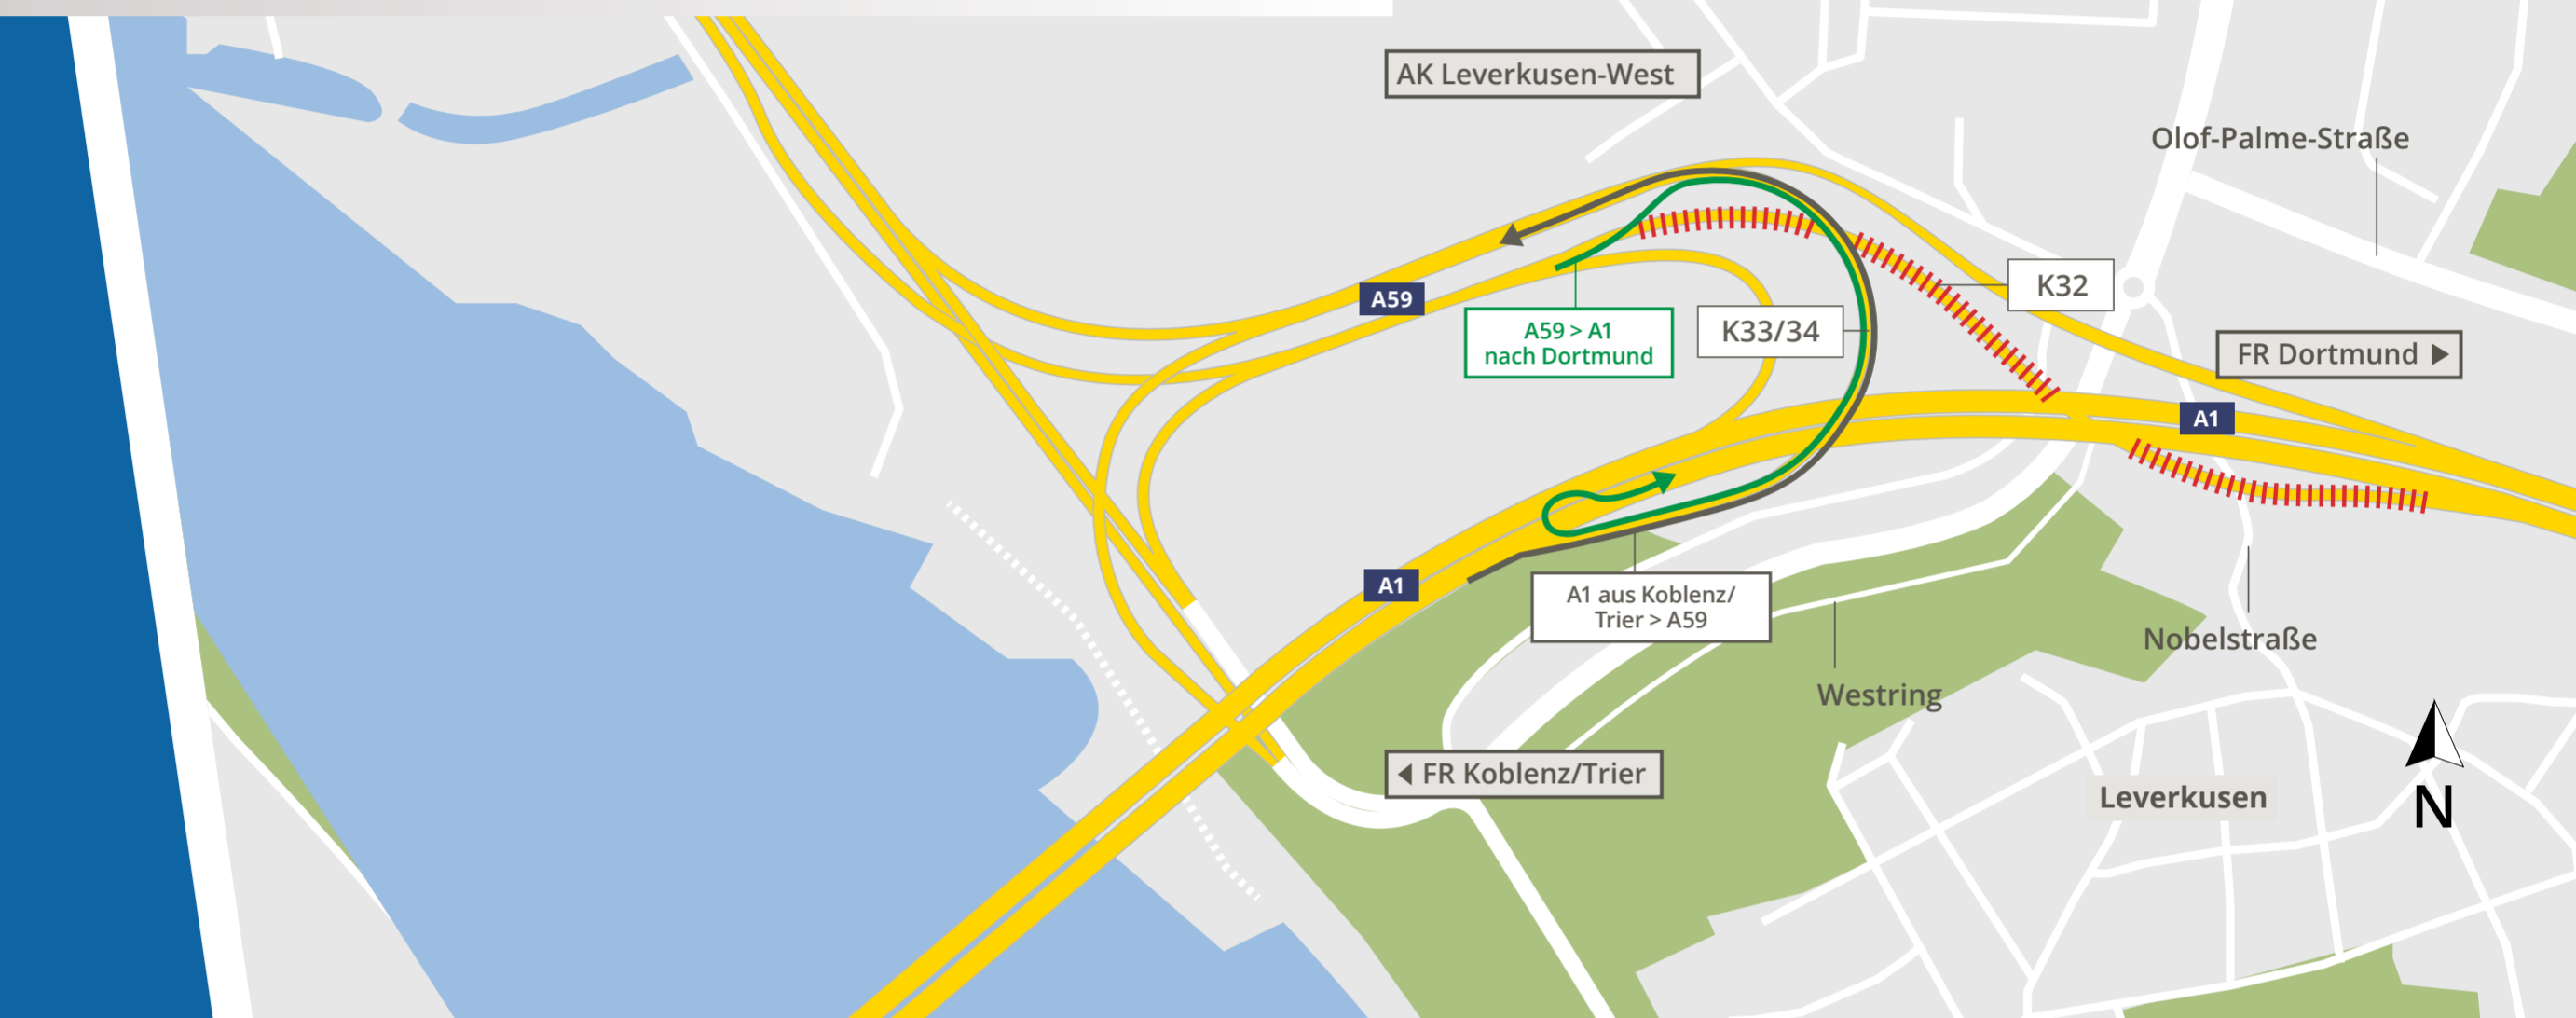 AK Leverkusen-West
Olof-Palme-Straße
K32
A59
A59 > A1
nach Dortmund
K33/34
FR Dortmund
A1
A1
A1 aus Koblenz/
Trier > A59
Nobelstraße
Westring
FR Koblenz/Trier
Leverkusen
N